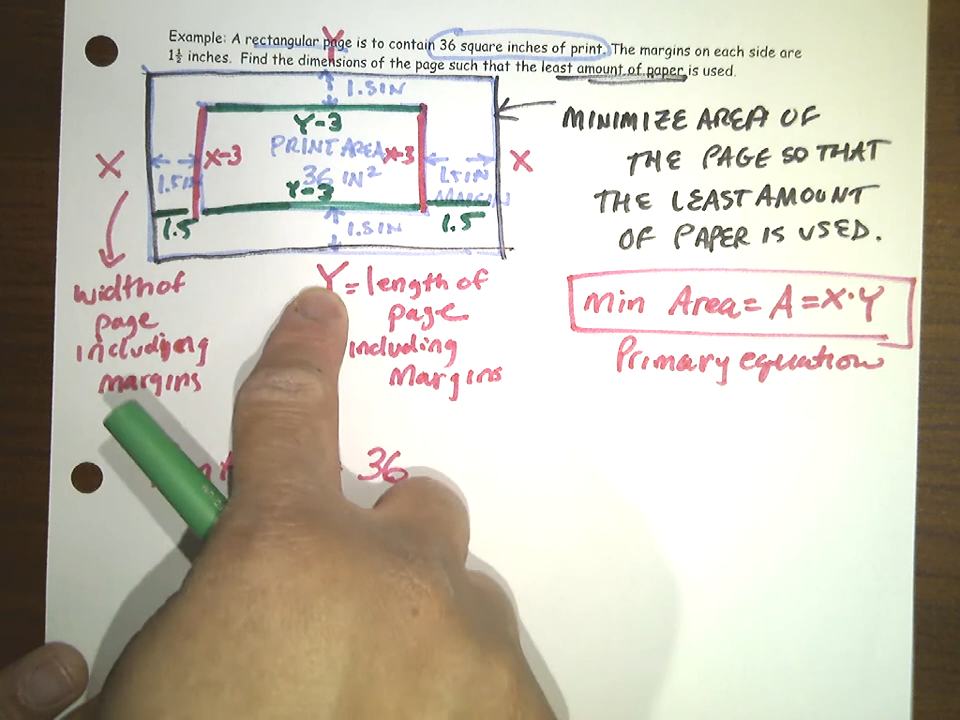 Example: A rectangular page is to contain 36 square inches of print. The margins on each side are
1½ inches. Find the dimensions of the page such that the least amount of paper is used.
Y
1.5IN
Y-3
X
X-3
PRINT AREA
36 IN²
X-3
X
1.5IN
1.5IN
MARGIN
Y-3
1.5
1.5IN
1.5
MINIMIZE AREA OF
THE PAGE SO THAT
THE LEAST AMOUNT
OF PAPER IS USED.
width of
page
including
margins
Y = length of
page
including
Margins
Min Area = A = X·Y
Primary equation
36